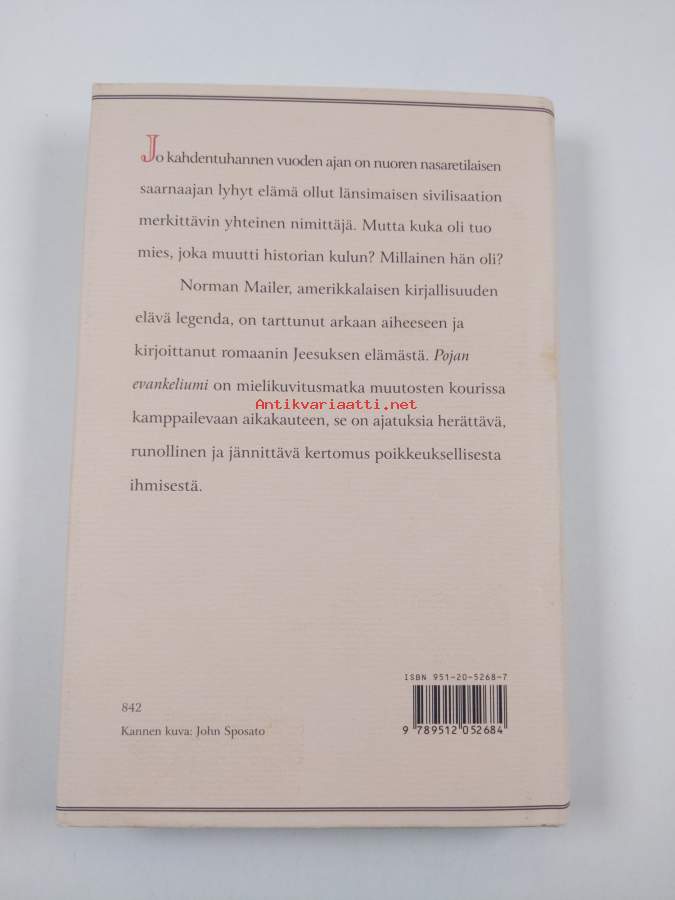 Jo kahdentuhannen vuoden ajan on nuoren nasaretilaisen
saarnaajan lyhyt elämä ollut länsimaisen sivilisaation
merkittävin yhteinen nimittäjä. Mutta kuka oli tuo
mies, joka muutti historian kulun? Millainen hän oli?
Norman Mailer, amerikkalaisen kirjallisuuden
elävä legenda, on tarttunut arkaan aiheeseen ja
kirjoittanut romaanin Jeesuksen elämästä. Pojan
evankeliumi on mielikuvitusmatka muutosten kourissa
Antikvariaatti.net
kamppailevaan aikakauteen, se on ajatuksia herättävä,
runollinen ja jännittävä kertomus poikkeuksellisesta
ihmisestä.
ISBN 951-20-5268-7
9 789512 052684
842
Kannen kuva: John Sposato